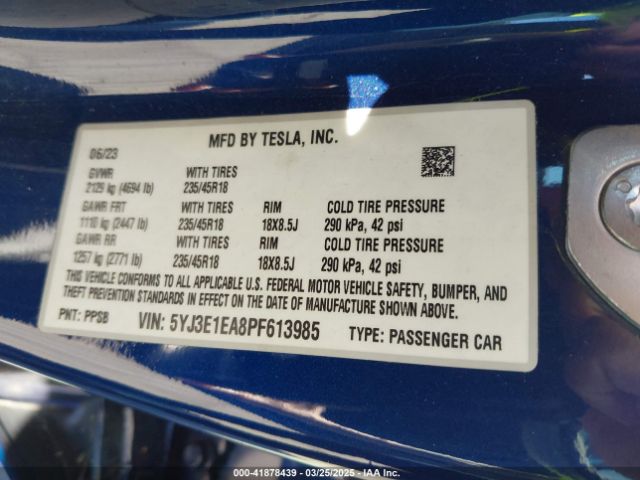 MFD BY TESLA, INC.
06/23
GVWR WITH TIRES
2129 kg (4694 lb) 235/45R18
GAWR FRT WITH TIRES RIM COLD TIRE PRESSURE
1110 kg (2447 lb) 235/45R18 18X8.5J 290 kPa, 42 psi
GAWR RR WITH TIRES RIM COLD TIRE PRESSURE
1257 kg (2771 lb) 235/45R18 18X8.5J 290 kPa, 42 psi
THIS VEHICLE CONFORMS TO ALL APPLICABLE U.S. FEDERAL MOTOR VEHICLE SAFETY, BUMPER, AND
THEFT PREVENTION STANDARDS IN EFFECT ON THE DATE OF MANUFACTURE SHOWN ABOVE.
PNT: PPSB VIN: 5YJ3E1EA8PF613985 TYPE: PASSENGER CAR
000-41878439 - 03/25/2025 - IAA Inc.